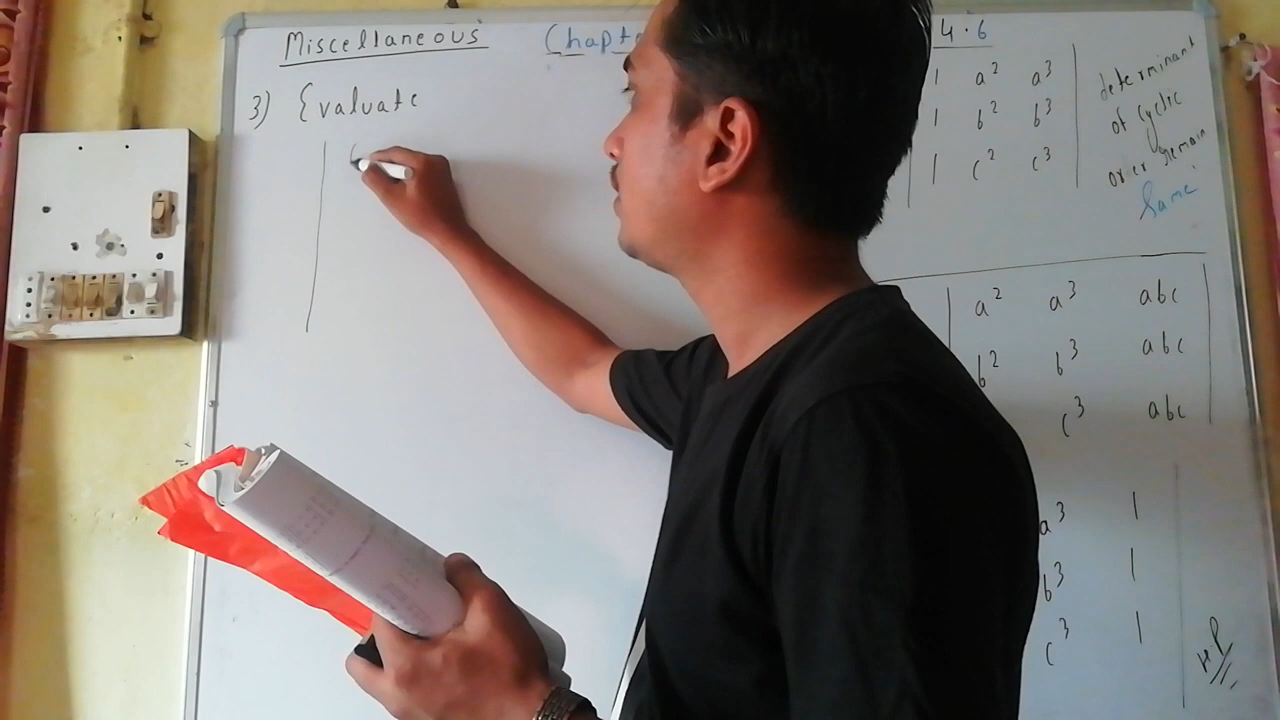 Miscellaneous (Chapte 4.6
3) Evaluate
1 a² a³
1 b² b³
1 c² c³
determinant
of cyclic
order remain
Same
a² a³ abc
b² b³ abc
c³ abc
a³ 1
b³ 1
c³ 1